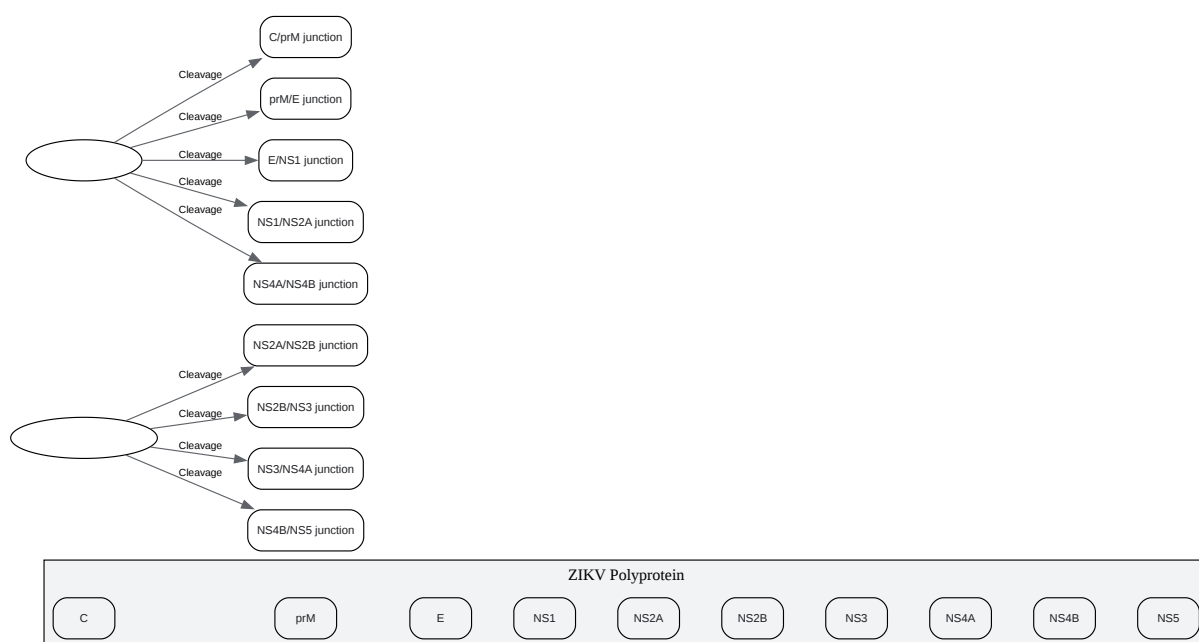 C/prM junction
Cleavage
prM/E junction
Cleavage
E/NS1 junction
Cleavage
Cleavage
NS1/NS2A junction
Cleavage
NS4A/NS4B junction
NS2A/NS2B junction
Cleavage
NS2B/NS3 junction
Cleavage
Cleavage
NS3/NS4A junction
Cleavage
NS4B/NS5 junction
ZIKV Polyprotein
C prM E NS1 NS2A NS2B NS3 NS4A NS4B NS5